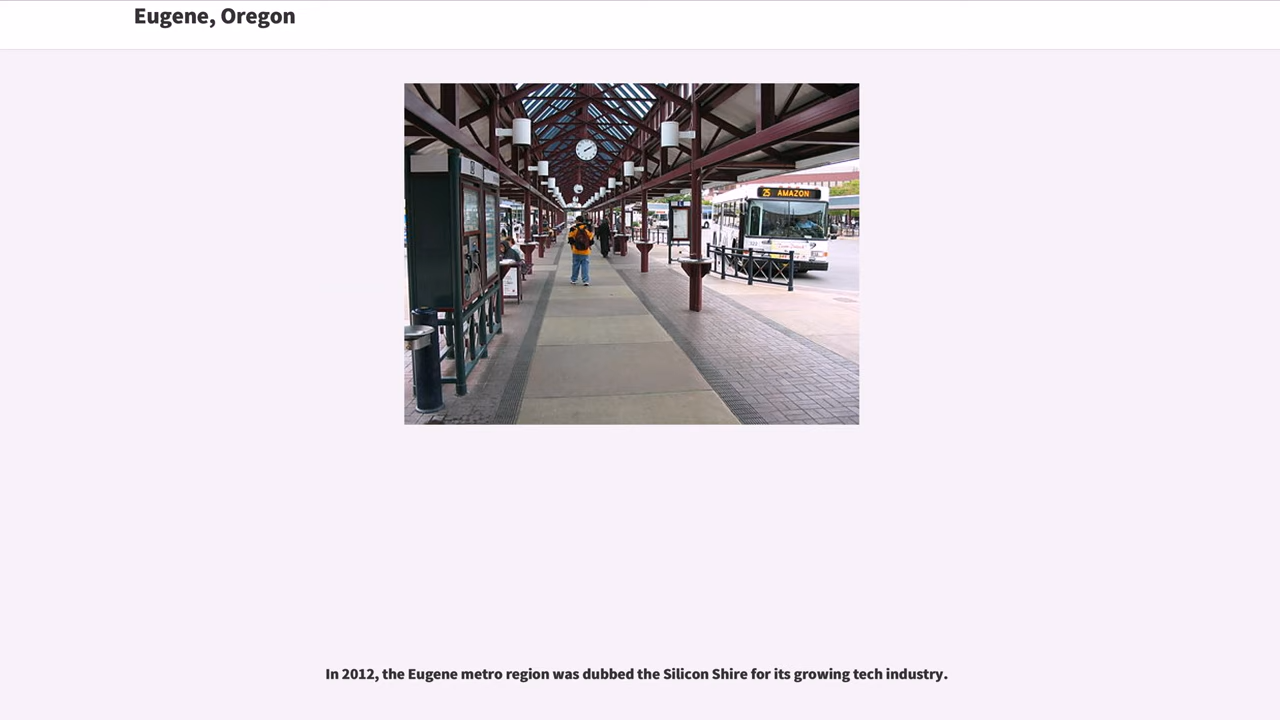 Eugene, Oregon
25 AMAZON
In 2012, the Eugene metro region was dubbed the Silicon Shire for its growing tech industry.